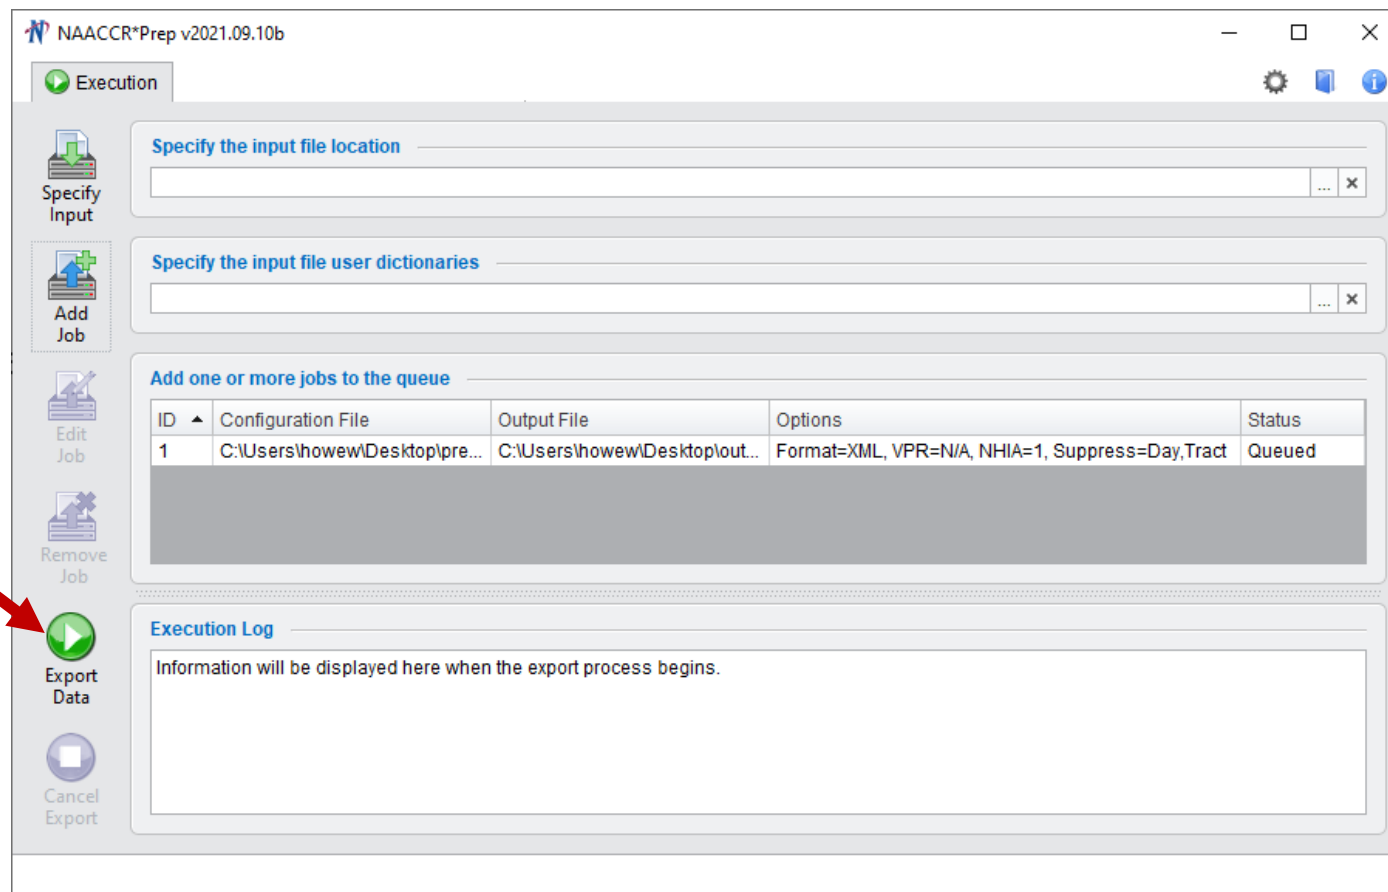 NAACCR*Prep v2021.09.10b
Execution
Specify
Input
Add
Job
Edit
Job
Remove
Job
Export
Data
Cancel
Export
Specify the input file location
...
Specify the input file user dictionaries
...
Add one or more jobs to the queue
ID Configuration File Output File Options Status
1 C:\Users\howew\Desktop\pre... C:\Users\howew\Desktop\out... Format=XML, VPR=N/A, NHIA=1, Suppress=Day,Tract Queued
Execution Log
Information will be displayed here when the export process begins.